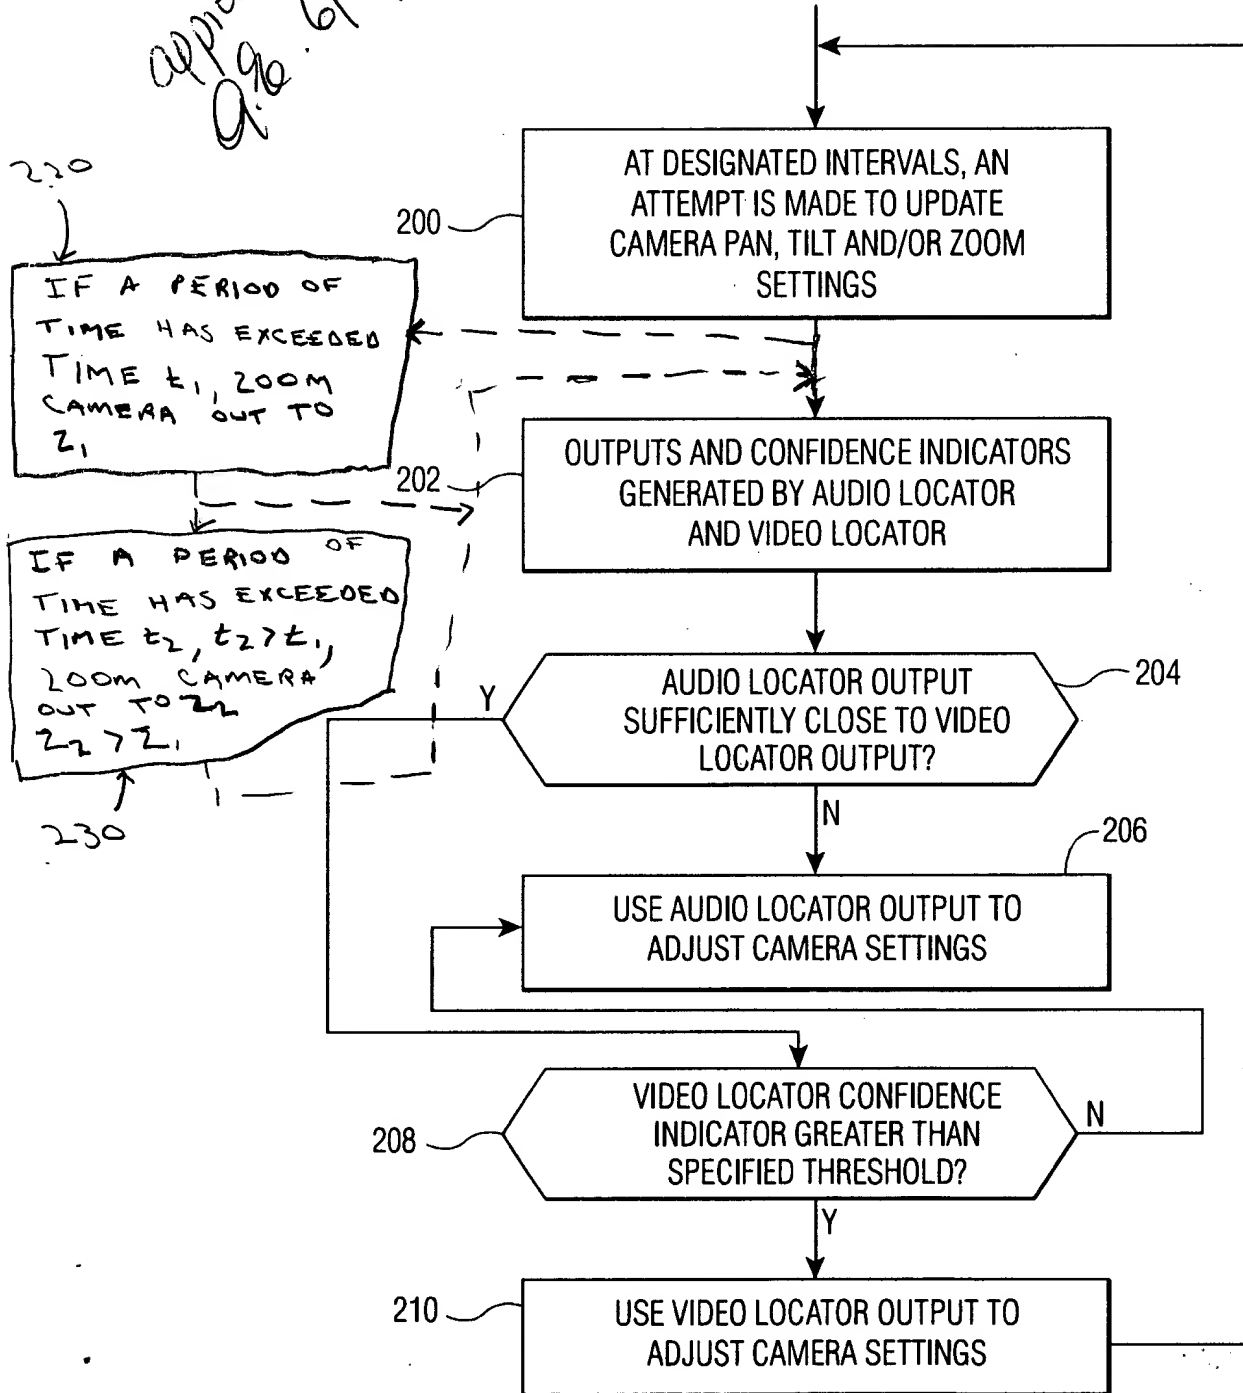 220
IF A PERIOD OF
TIME HAS EXCEEDED
TIME t₁, ZOOM
CAMERA OUT TO
Z₁
IF A PERIOD OF
TIME HAS EXCEEDED
TIME t₂, t₂>t₁,
ZOOM CAMERA
OUT TO Z₂
Z₂ > Z₁
230
200
AT DESIGNATED INTERVALS, AN
ATTEMPT IS MADE TO UPDATE
CAMERA PAN, TILT AND/OR ZOOM
SETTINGS
202
OUTPUTS AND CONFIDENCE INDICATORS
GENERATED BY AUDIO LOCATOR
AND VIDEO LOCATOR
204
AUDIO LOCATOR OUTPUT
SUFFICIENTLY CLOSE TO VIDEO
LOCATOR OUTPUT?
Y
N
206
USE AUDIO LOCATOR OUTPUT TO
ADJUST CAMERA SETTINGS
208
VIDEO LOCATOR CONFIDENCE
INDICATOR GREATER THAN
SPECIFIED THRESHOLD?
N
Y
210
USE VIDEO LOCATOR OUTPUT TO
ADJUST CAMERA SETTINGS